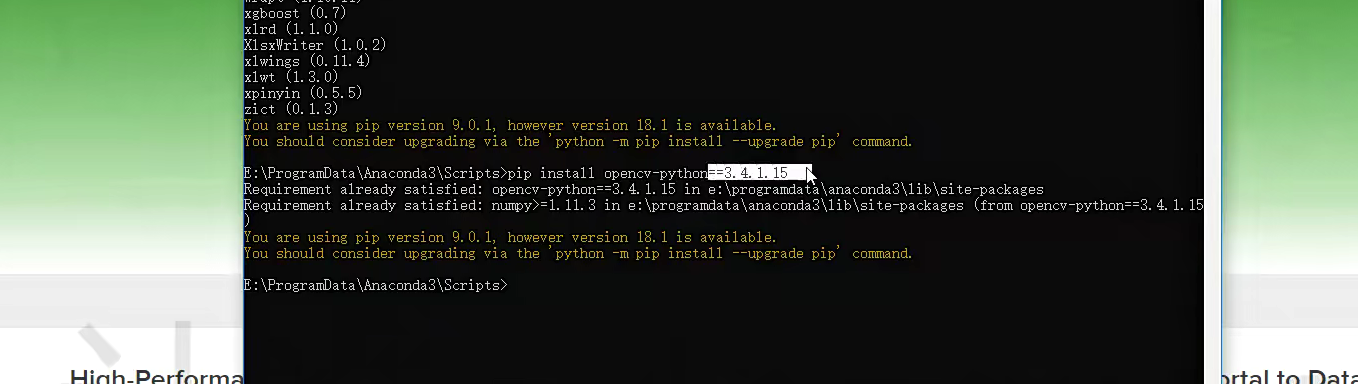 xgboost (0.7)
xlrd (1.1.0)
XlsxWriter (1.0.2)
xlwings (0.11.4)
xlwt (1.3.0)
xpinyin (0.5.5)
zict (0.1.3)
You are using pip version 9.0.1, however version 18.1 is available.
You should consider upgrading via the 'python -m pip install --upgrade pip' command.
E:\ProgramData\Anaconda3\Scripts>pip install opencv-python==3.4.1.15
Requirement already satisfied: opencv-python==3.4.1.15 in e:\programdata\anaconda3\lib\site-packages
Requirement already satisfied: numpy>=1.11.3 in e:\programdata\anaconda3\lib\site-packages (from opencv-python==3.4.1.15
)
You are using pip version 9.0.1, however version 18.1 is available.
You should consider upgrading via the 'python -m pip install --upgrade pip' command.
E:\ProgramData\Anaconda3\Scripts>
High-Performa
ortal to Data